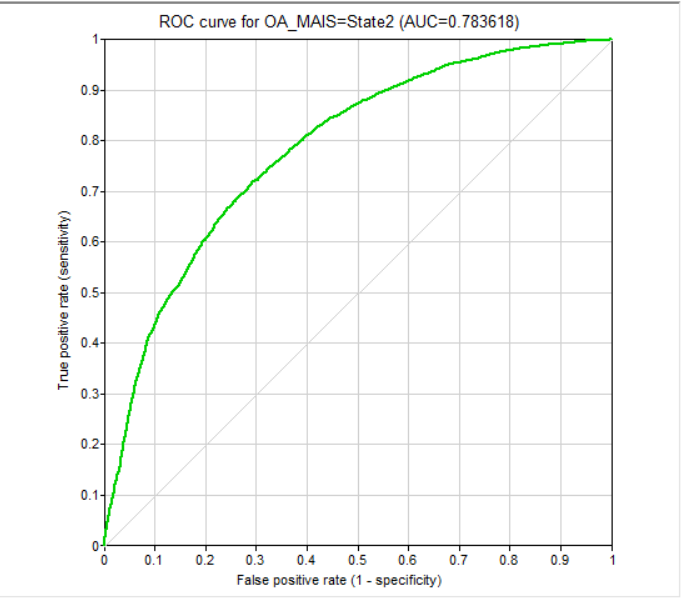 ROC curve for OA_MAIS=State2 (AUC=0.783618)
1
0.9
0.8
0.7
0.6
0.5
0.4
0.3
0.2
0.1
0
True positive rate (sensitivity)
0 0.1 0.2 0.3 0.4 0.5 0.6 0.7 0.8 0.9 1
False positive rate (1 - specificity)